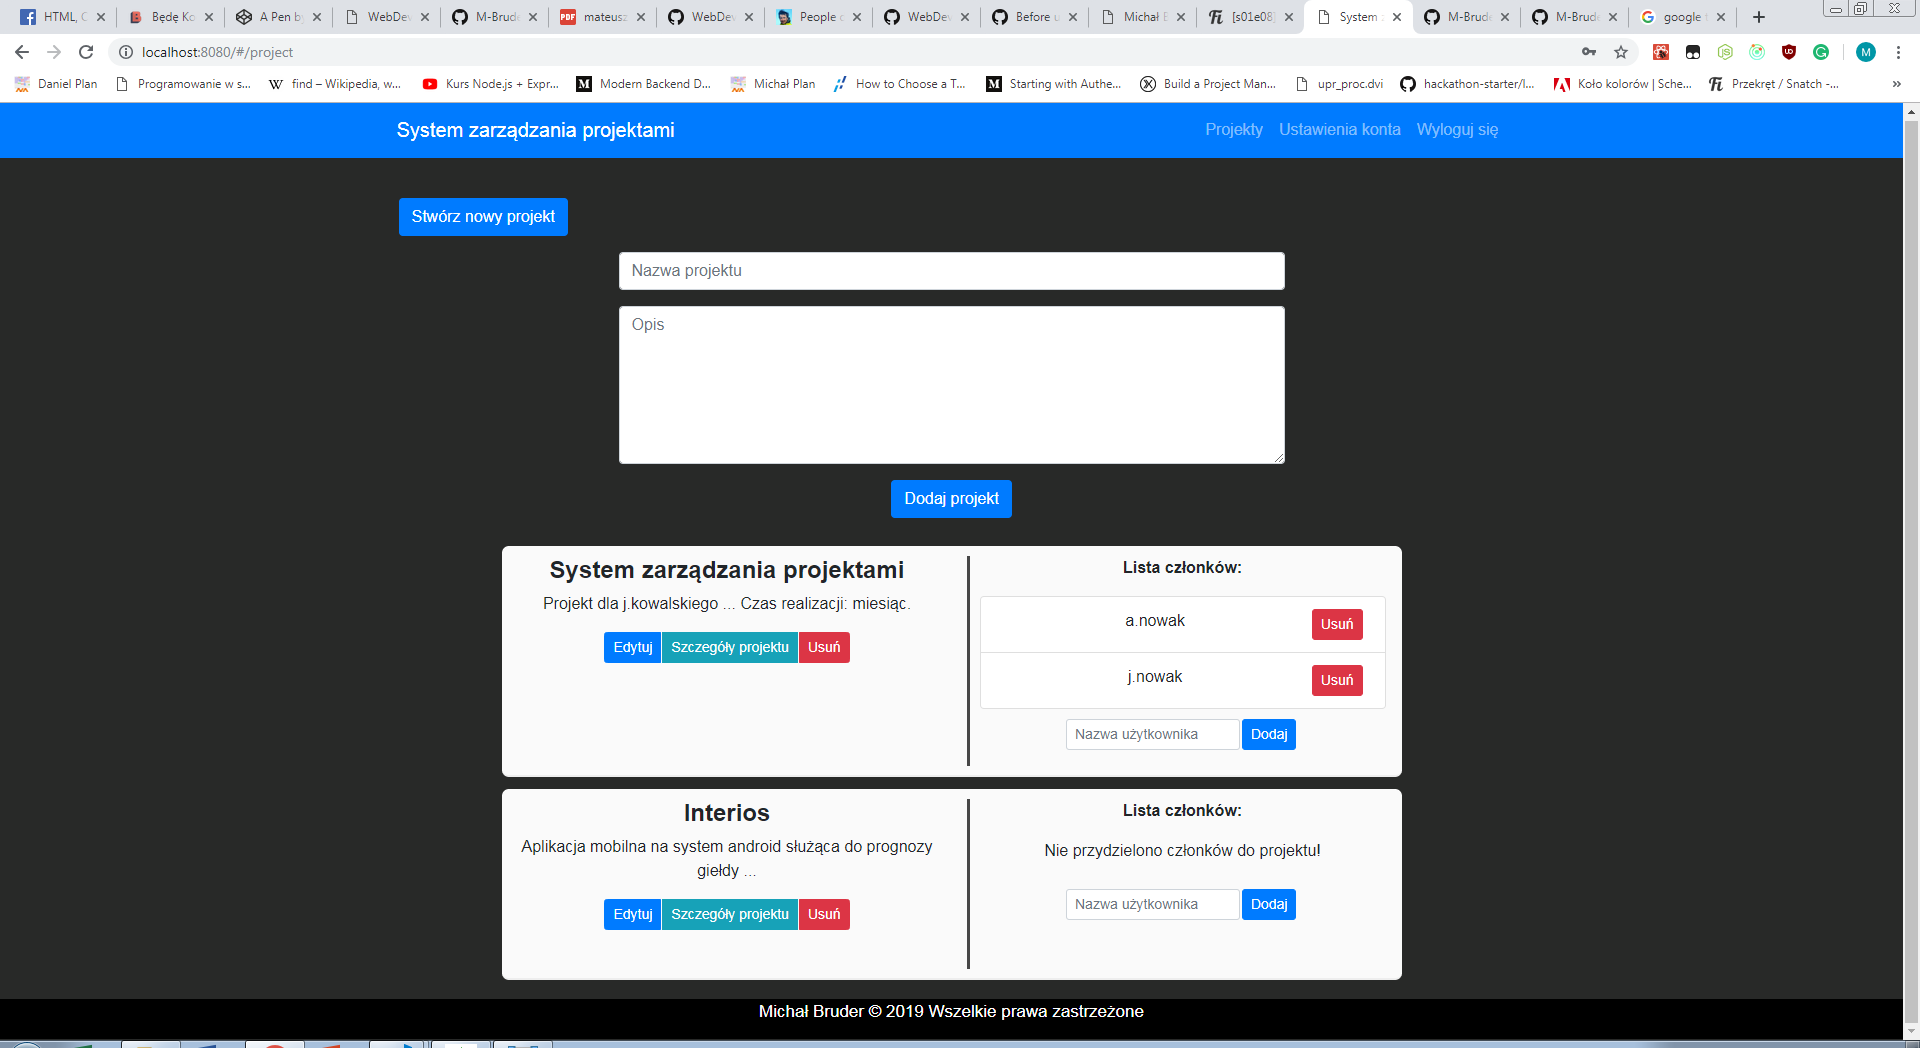 HTML, C
Będę Ko
A Pen by
WebDev
M-Brude
mateusz
WebDev
People c
WebDev
Before u
Michał B
[s01e08]
System z
M-Brude
M-Brude
google t
localhost:8080/#/project
M
Daniel Plan
Programowanie w s...
find – Wikipedia, w...
Kurs Node.js + Expr...
Modern Backend D...
Michał Plan
How to Choose a T...
Starting with Authe...
Build a Project Man...
upr_proc.dvi
hackathon-starter/l...
Koło kolorów | Sche...
Przekręt / Snatch -...
»
System zarządzania projektami
Projekty
Ustawienia konta
Wyloguj się
Stwórz nowy projekt
Nazwa projektu
Opis
Dodaj projekt
System zarządzania projektami
Projekt dla j.kowalskiego ... Czas realizacji: miesiąc.
Edytuj
Szczegóły projektu
Usuń
Lista członków:
a.nowak
Usuń
j.nowak
Usuń
Nazwa użytkownika
Dodaj
Interios
Aplikacja mobilna na system android służąca do prognozy
giełdy ...
Edytuj
Szczegóły projektu
Usuń
Lista członków:
Nie przydzielono członków do projektu!
Nazwa użytkownika
Dodaj
Michał Bruder © 2019 Wszelkie prawa zastrzeżone